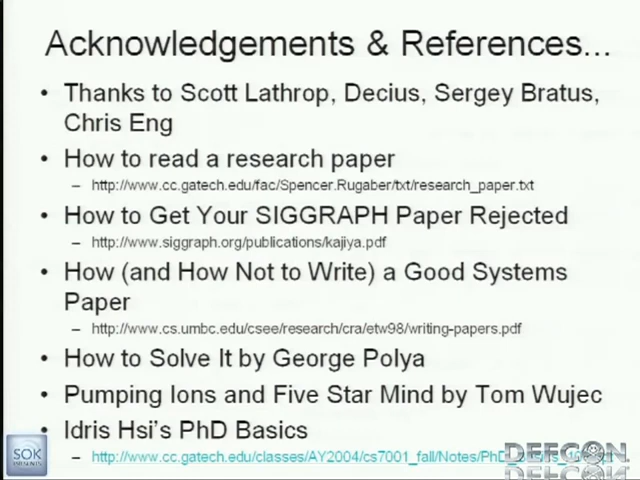 Acknowledgements & References...
• Thanks to Scott Lathrop, Decius, Sergey Bratus,
Chris Eng
• How to read a research paper
– http://www.cc.gatech.edu/fac/Spencer.Rugaber/txt/research_paper.txt
• How to Get Your SIGGRAPH Paper Rejected
– http://www.siggraph.org/publications/kajiya.pdf
• How (and How Not to Write) a Good Systems
Paper
– http://www.cs.umbc.edu/csee/research/cra/etw98/writing-papers.pdf
• How to Solve It by George Polya
• Pumping Ions and Five Star Mind by Tom Wujec
• Idris Hsi's PhD Basics
– http://www.cc.gatech.edu/classes/AY2004/cs7001_fall/Notes/PhD_
SOK
PRESENTS
DEFCON